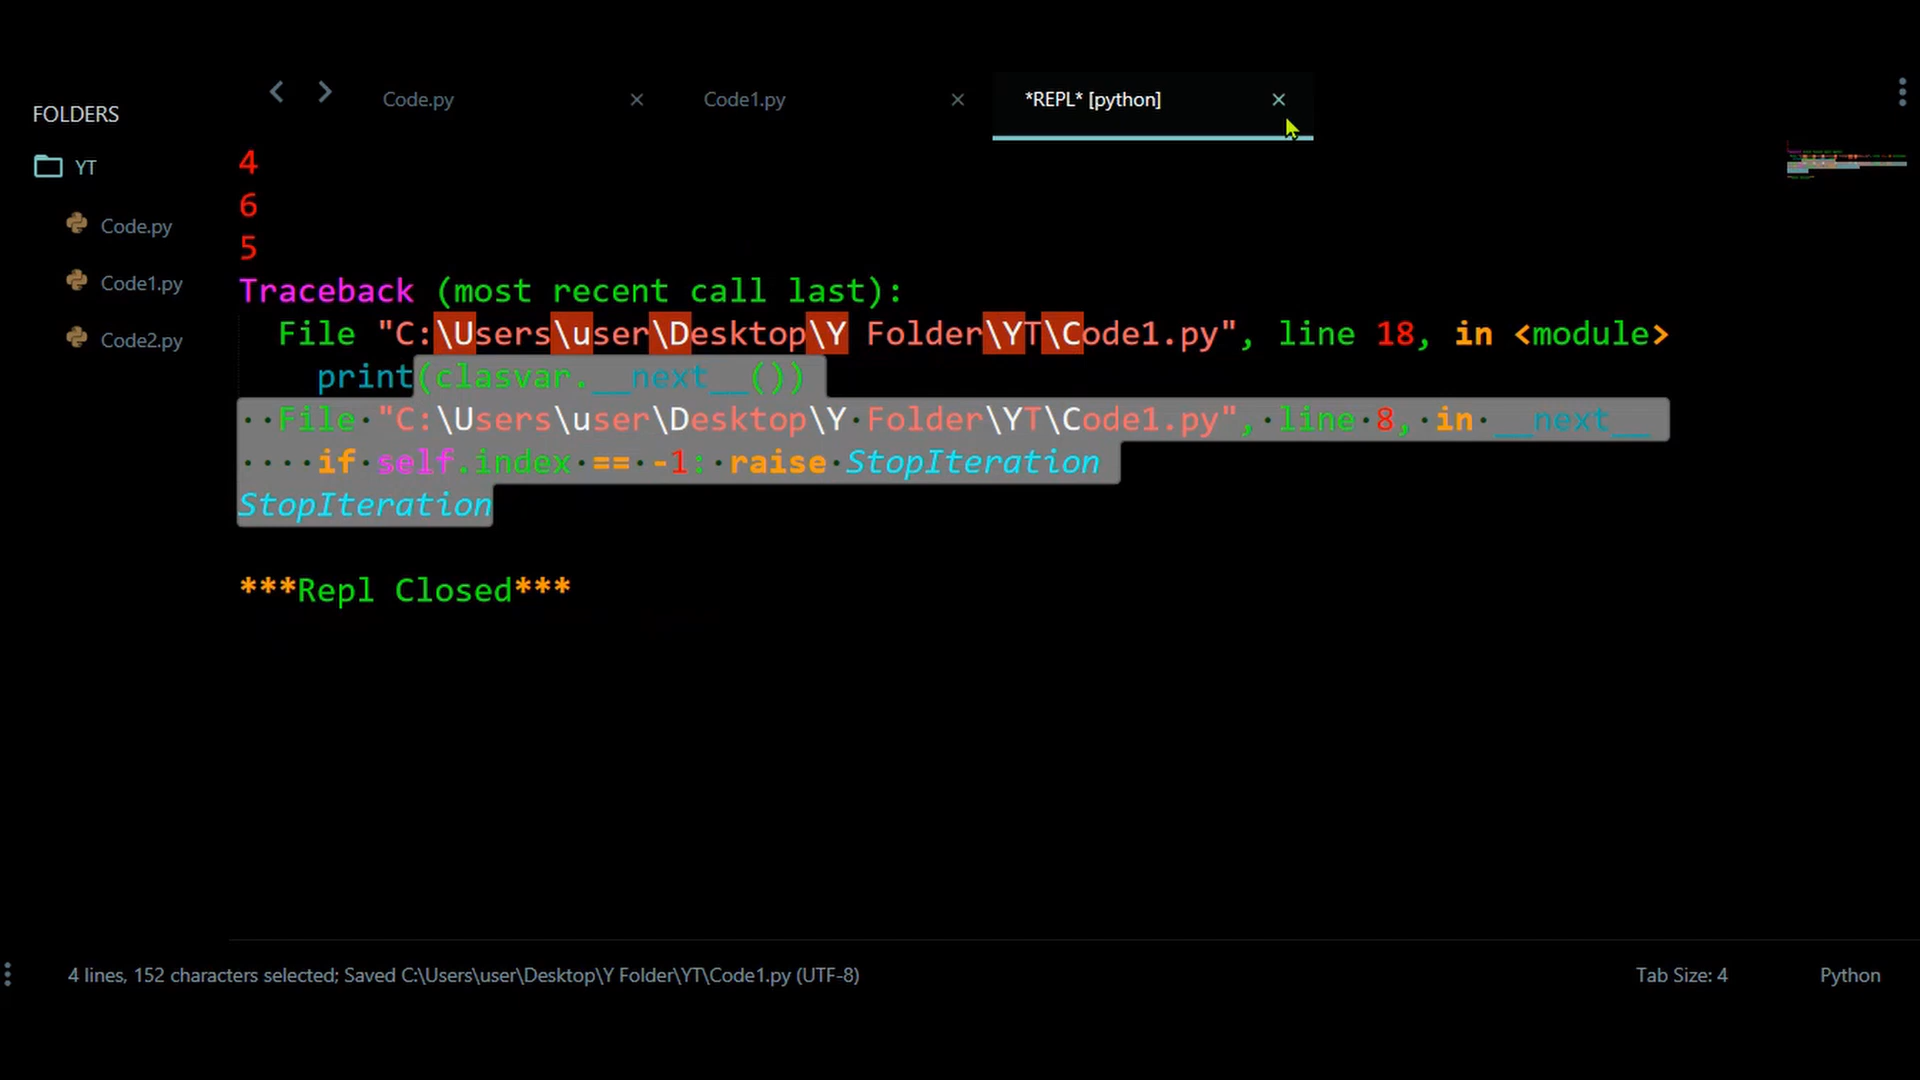 FOLDERS
YT
Code.py
Code1.py
Code2.py
Code.py
Code1.py
*REPL* [python]
4
6
5
Traceback (most recent call last):
  File "C:\Users\user\Desktop\Y Folder\YT\Code1.py", line 18, in <module>
    print(clasvar.__next__())
  File "C:\Users\user\Desktop\Y Folder\YT\Code1.py", line 8, in __next__
    if self.index == -1: raise StopIteration
StopIteration
***Repl Closed***
4 lines, 152 characters selected; Saved C:\Users\user\Desktop\Y Folder\YT\Code1.py (UTF-8)
Tab Size: 4
Python